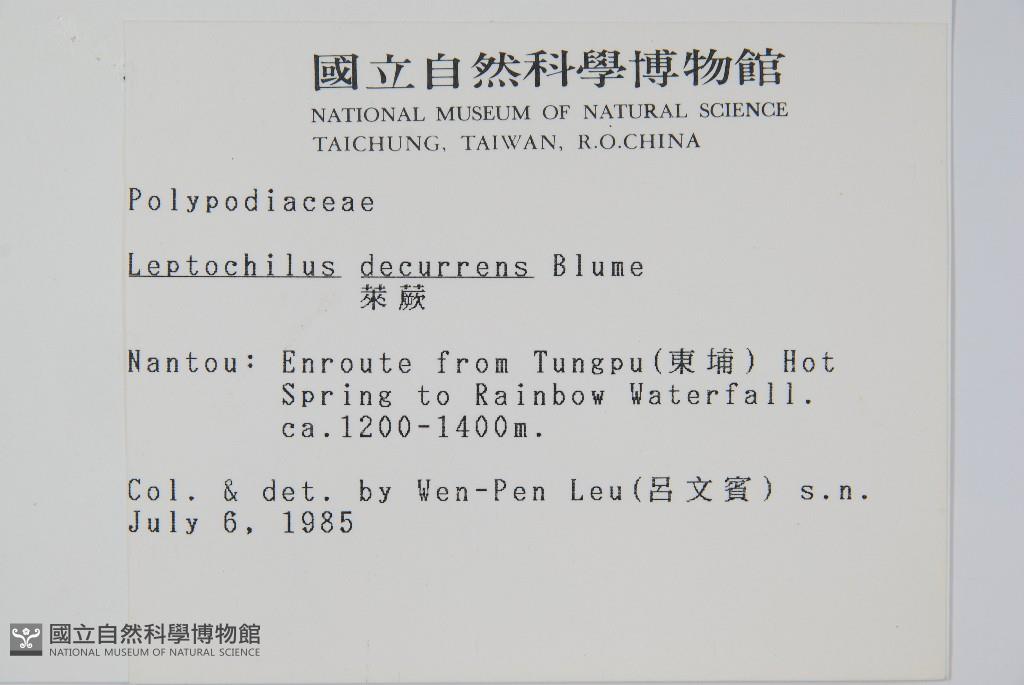 國立自然科學博物館
NATIONAL MUSEUM OF NATURAL SCIENCE
TAICHUNG, TAIWAN, R.O.CHINA
Polypodiaceae
Leptochilus decurrens Blume
萊蕨
Nantou: Enroute from Tungpu(東埔) Hot
Spring to Rainbow Waterfall.
ca.1200-1400m.
Col. & det. by Wen-Pen Leu(呂文賓) s.n.
July 6, 1985
國立自然科學博物館
NATIONAL MUSEUM OF NATURAL SCIENCE